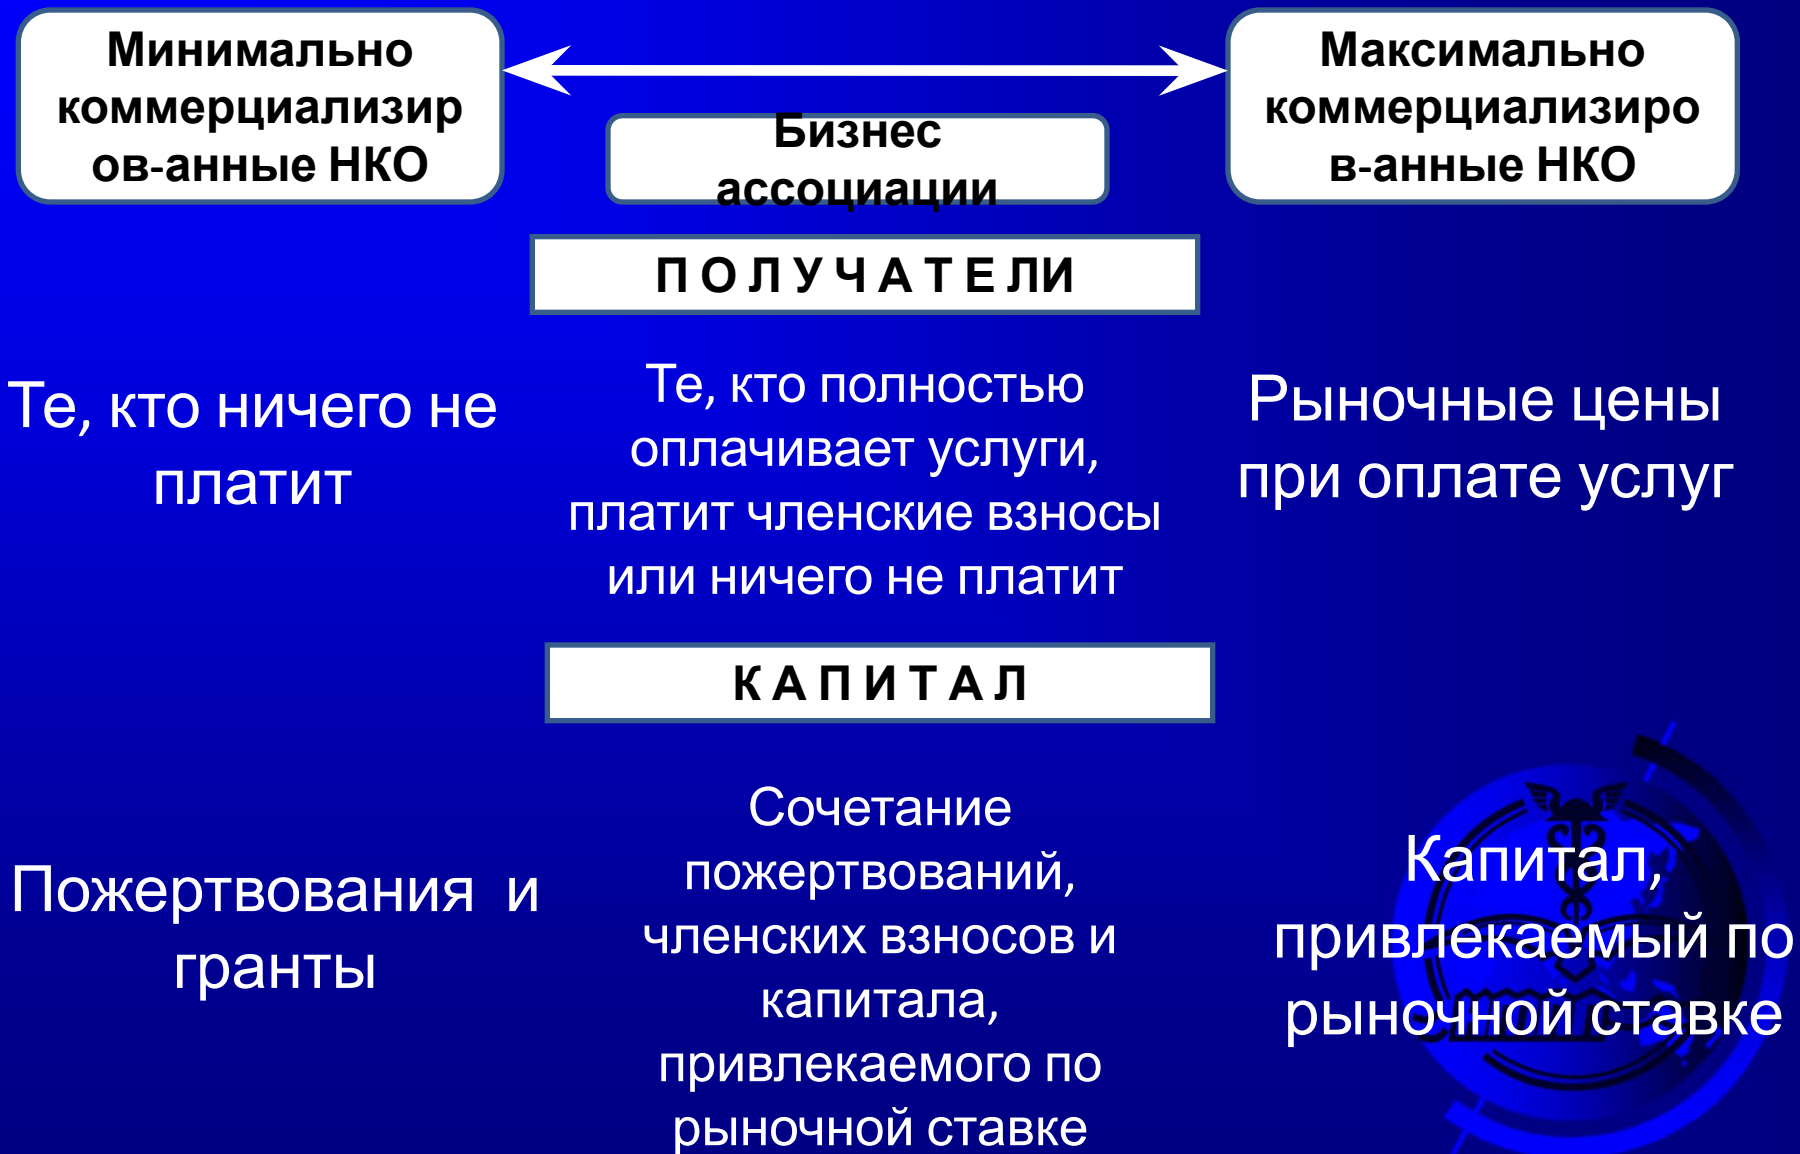 Минимально
коммерциализир
ов-анные НКО
Бизнес
ассоциации
Максимально
коммерциализиро
в-анные НКО
П О Л У Ч А Т Е ЛИ
Те, кто ничего не
платит
Те, кто полностью
оплачивает услуги,
платит членские взносы
или ничего не платит
Рыночные цены
при оплате услуг
К А П И Т А Л
Пожертвования и
гранты
Сочетание
пожертвований,
членских взносов и
капитала,
привлекаемого по
рыночной ставке
Капитал,
привлекаемый по
рыночной ставке